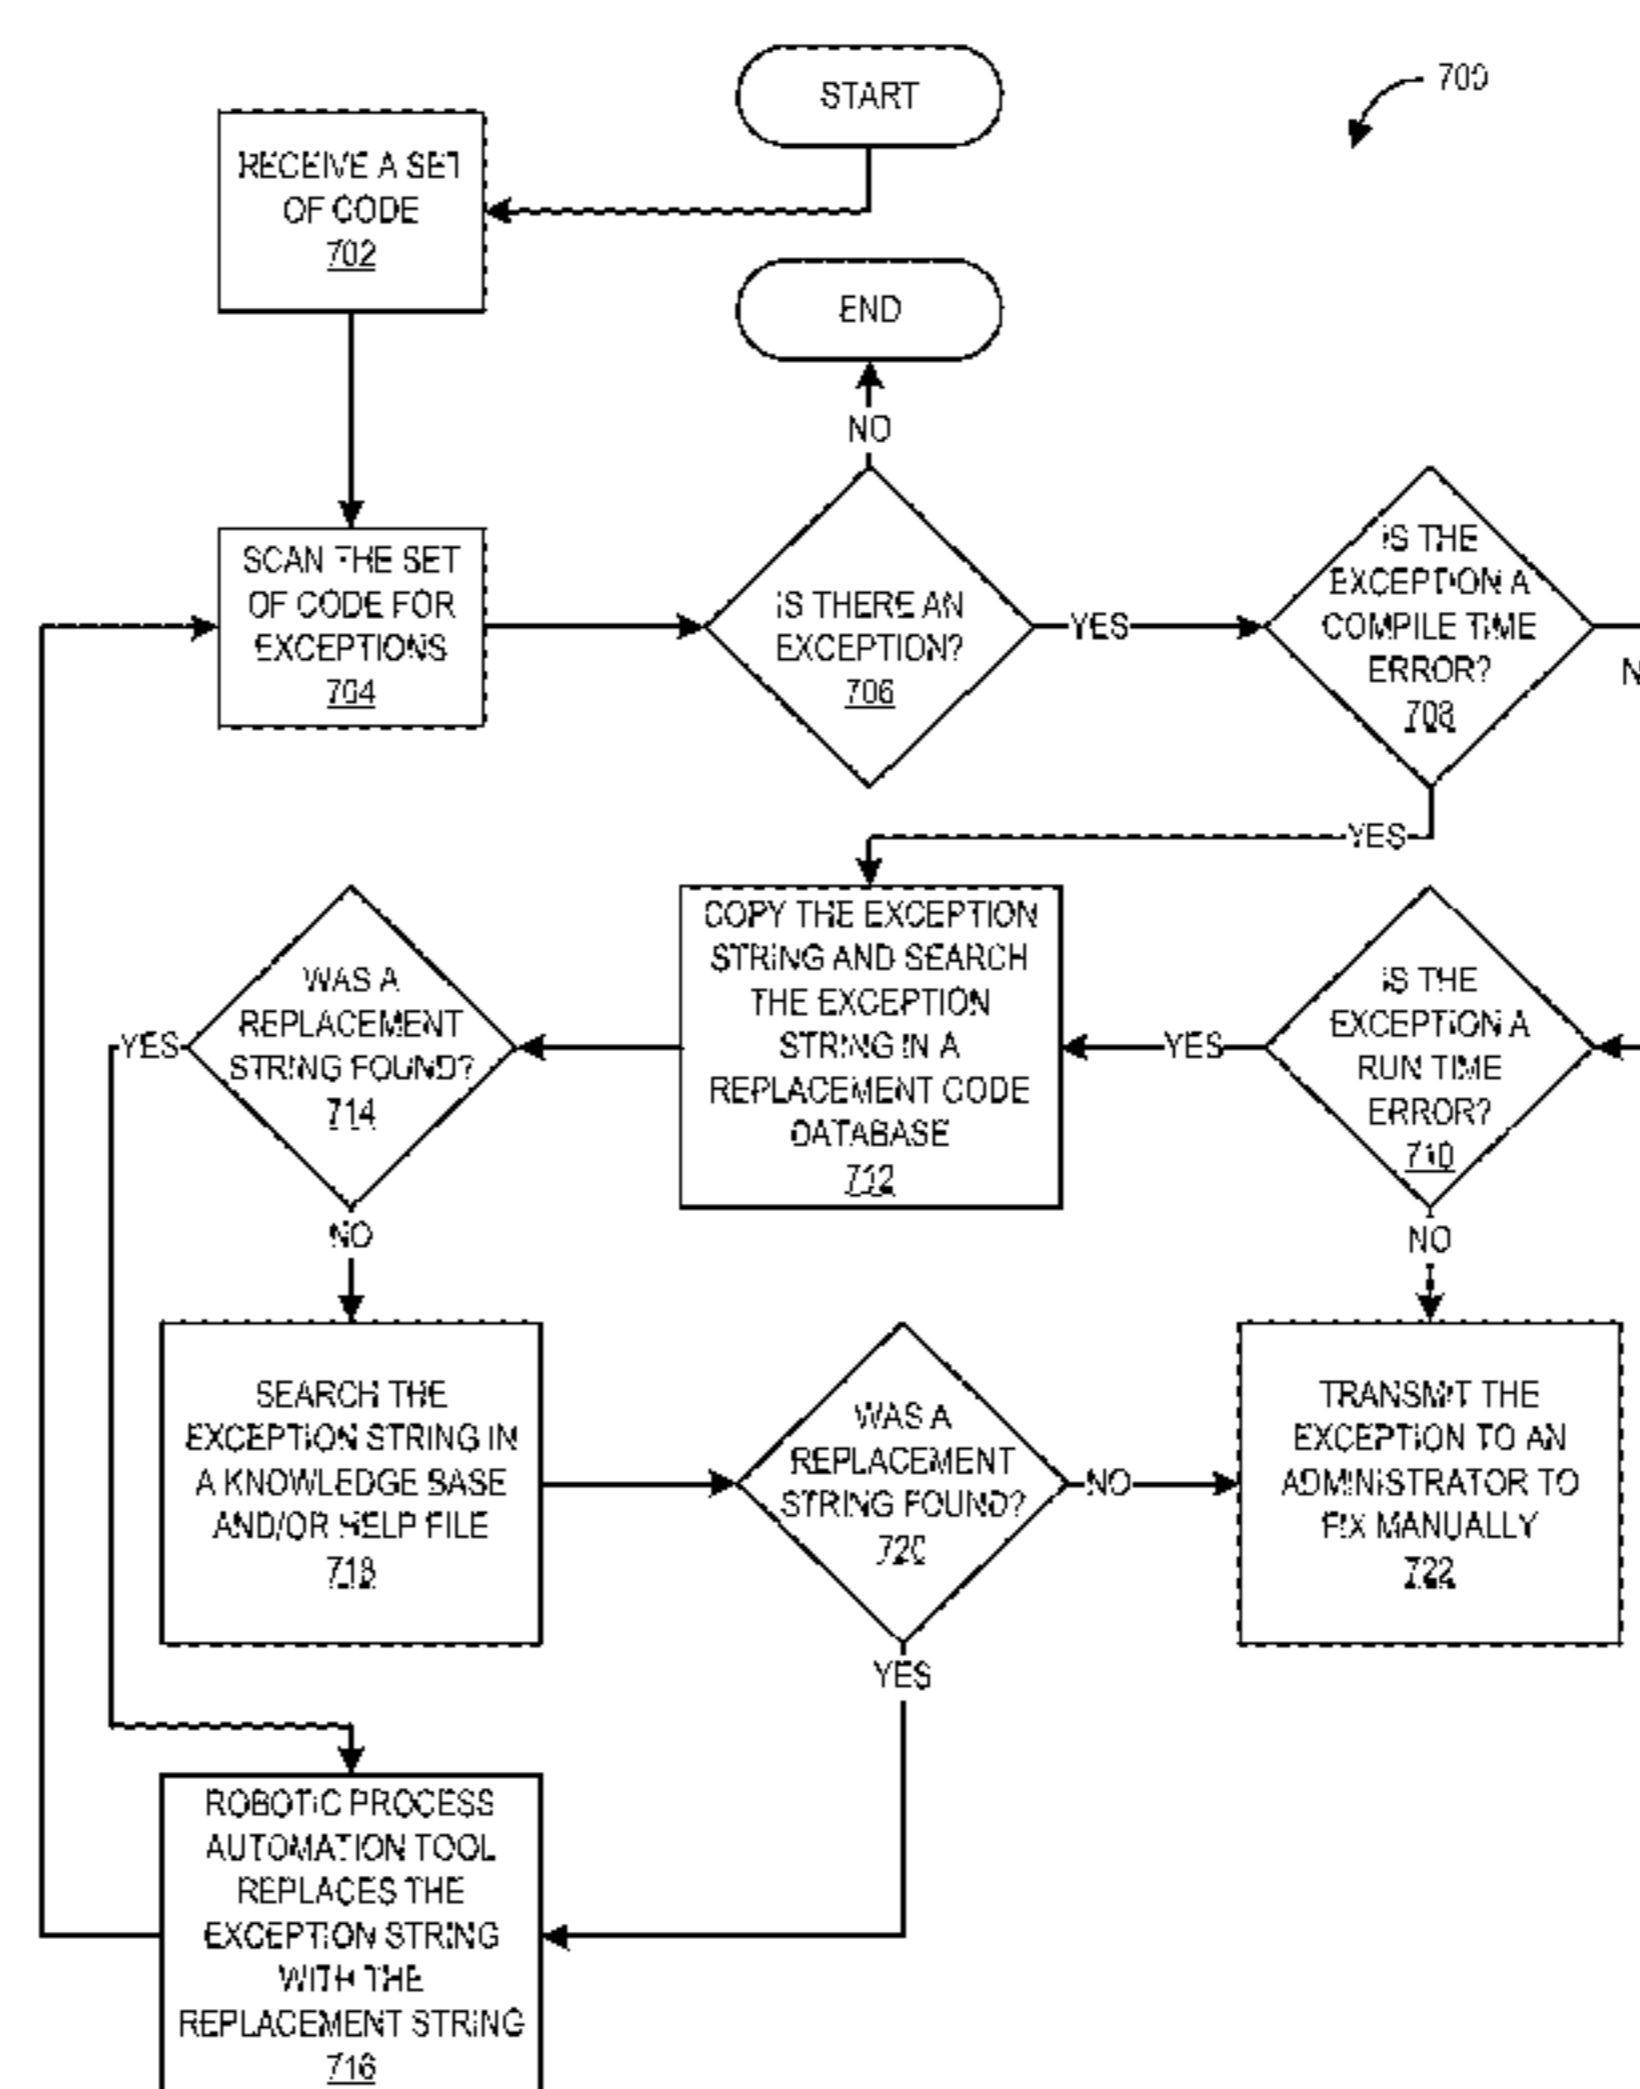 START
700
RECEIVE A SET
OF CODE
702
END
NO
SCAN THE SET
OF CODE FOR
EXCEPTIONS
704
IS THERE AN
EXCEPTION?
706
YES
IS THE
EXCEPTION A
COMPILE TIME
ERROR?
708
YES
WAS A
REPLACEMENT
STRING FOUND?
714
YES
NO
COPY THE EXCEPTION
STRING AND SEARCH
THE EXCEPTION
STRING IN A
REPLACEMENT CODE
DATABASE
712
YES
IS THE
EXCEPTION A
RUN TIME
ERROR?
710
NO
SEARCH THE
EXCEPTION STRING IN
A KNOWLEDGE BASE
AND/OR HELP FILE
718
WAS A
REPLACEMENT
STRING FOUND?
720
NO
YES
TRANSMIT THE
EXCEPTION TO AN
ADMINISTRATOR TO
FIX MANUALLY
722
ROBOTIC PROCESS
AUTOMATION TOOL
REPLACES THE
EXCEPTION STRING
WITH THE
REPLACEMENT STRING
716